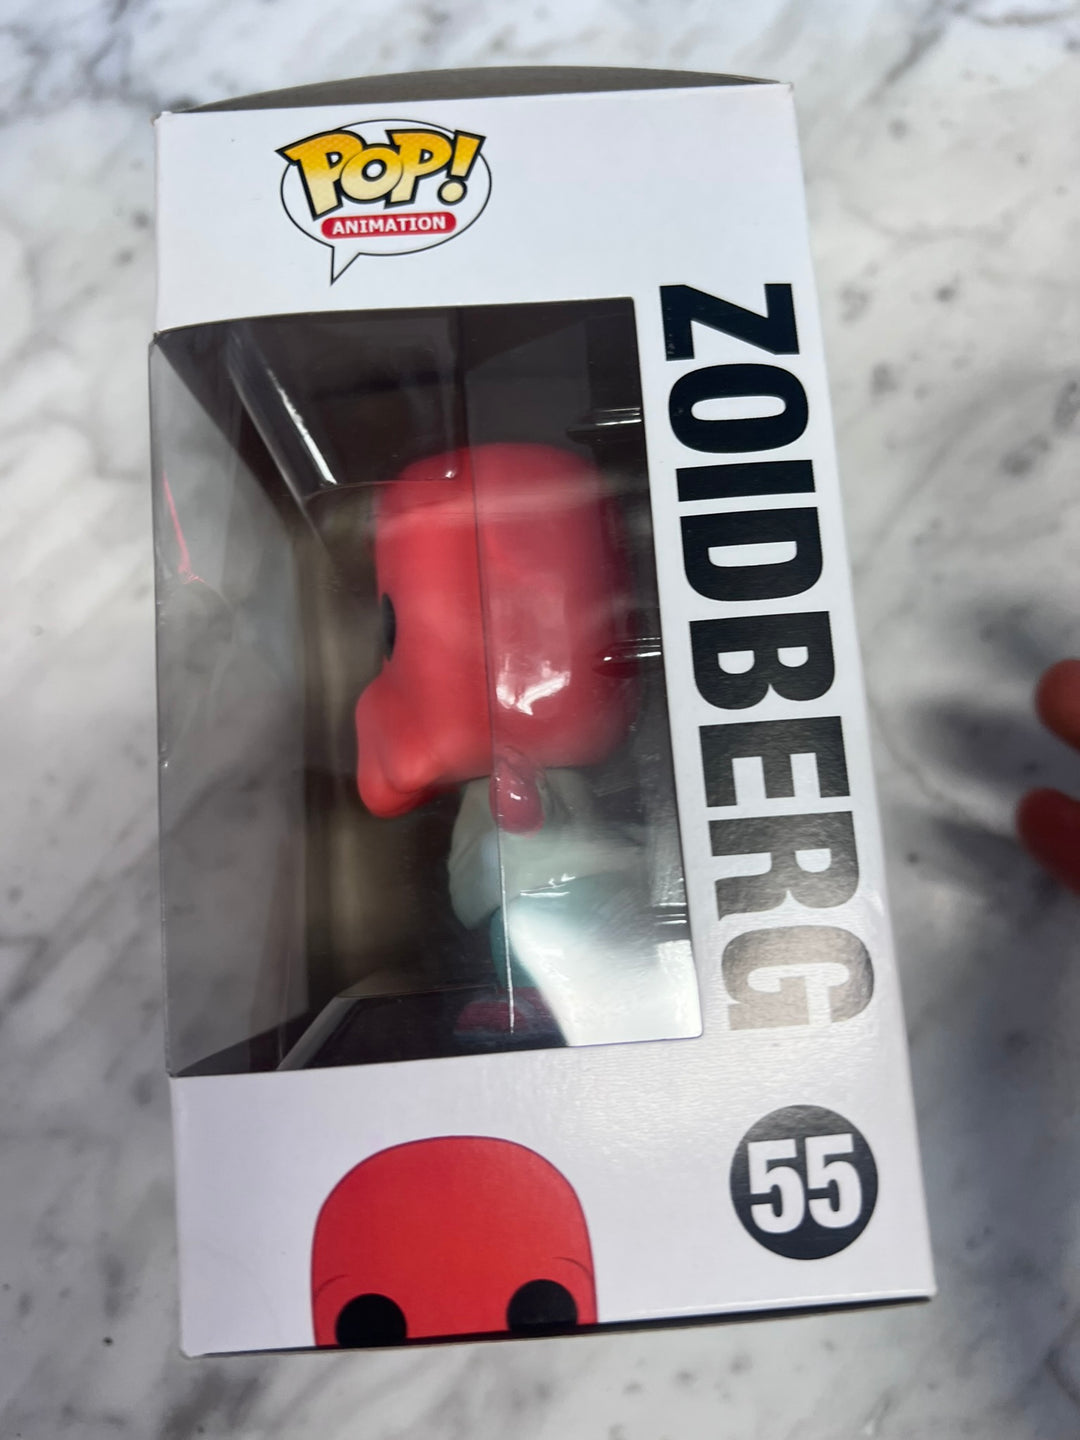 POP!
ANIMATION
ZOIDBERG
55